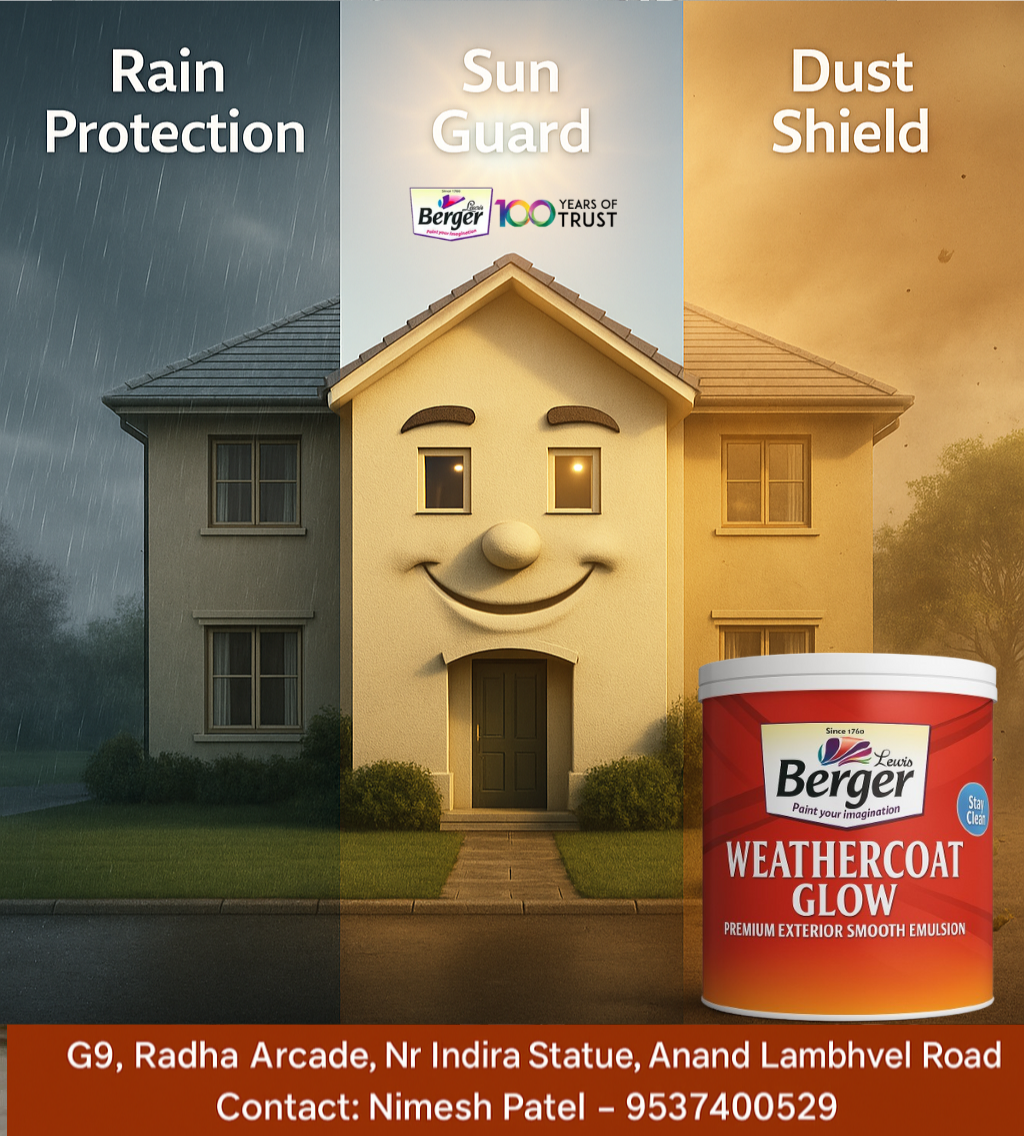 Rain
Protection
Sun
Guard
Dust
Shield
Since 1760
Lewis
Berger
Paint your imagination
100 YEARS OF
TRUST
Since 1760
Lewis
Berger
Paint your imagination
Stay
Clean
WEATHERCOAT
GLOW
PREMIUM EXTERIOR SMOOTH EMULSION
G9, Radha Arcade, Nr Indira Statue, Anand Lambhvel Road
Contact: Nimesh Patel – 9537400529